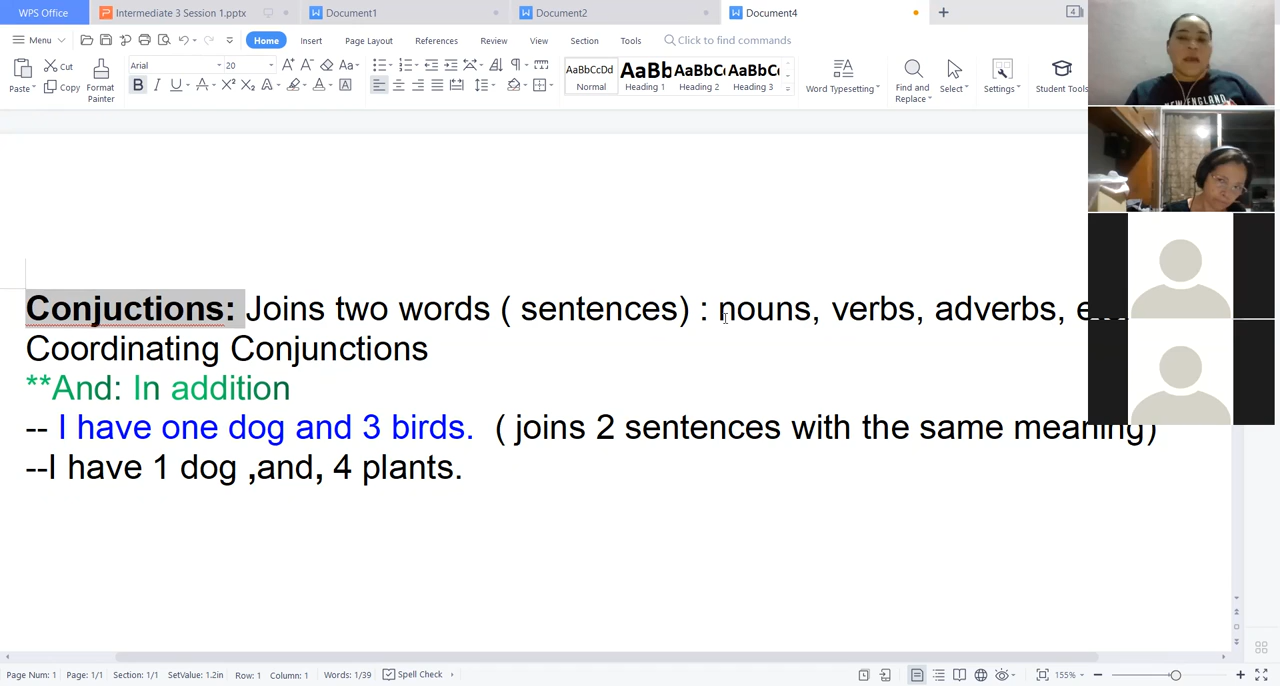 WPS Office Intermediate 3 Session 1.pptx Document1 Document2 Document4 4
Menu Home Insert Page Layout References Review View Section Tools Click to find commands
Paste Cut Copy Format Painter Arial 20 AaBbCcDd Normal AaBb Heading 1 AaBbC Heading 2 AaBbC Heading 3 Word Typesetting Find and Replace Select Settings Student Tools
NEW ENGLAND
Conjuctions: Joins two words ( sentences) : nouns, verbs, adverbs, etc
Coordinating Conjunctions
**And: In addition
-- I have one dog and 3 birds. ( joins 2 sentences with the same meaning)
--I have 1 dog ,and, 4 plants.
Page Num: 1 Page: 1/1 Section: 1/1 SetValue: 1.2in Row: 1 Column: 1 Words: 1/39 Spell Check 155%